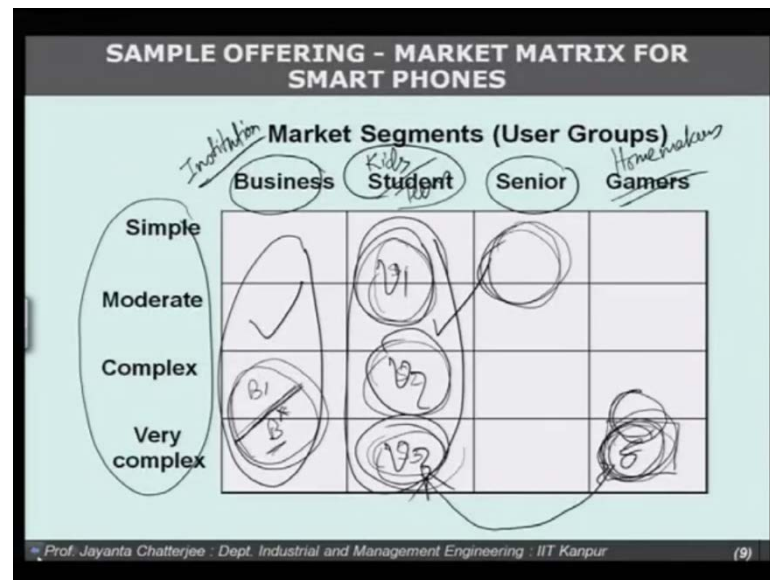 SAMPLE OFFERING – MARKET MATRIX FOR
SMART PHONES
Institution
Market Segments (User Groups)
Homemakers
Kids/
Business
Student
Senior
Gamers
Simple
V1
Moderate
Complex
V2
B1
B*
Very
complex
V3
Prof. Jayanta Chatterjee : Dept. Industrial and Management Engineering : IIT Kanpur
(9)